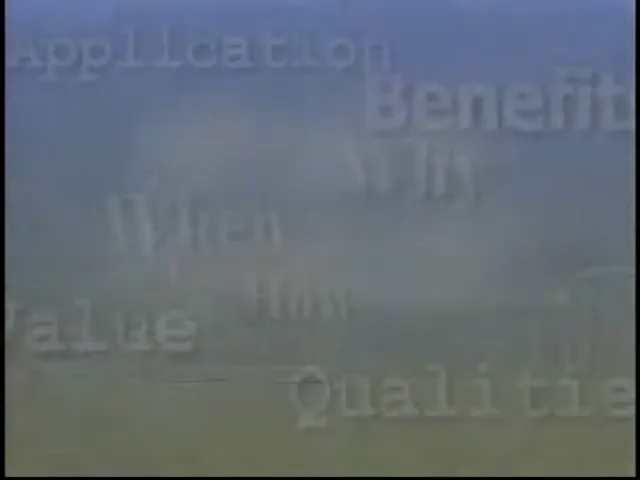 Application
Benefit
Why
When
How
Value
Qualitie